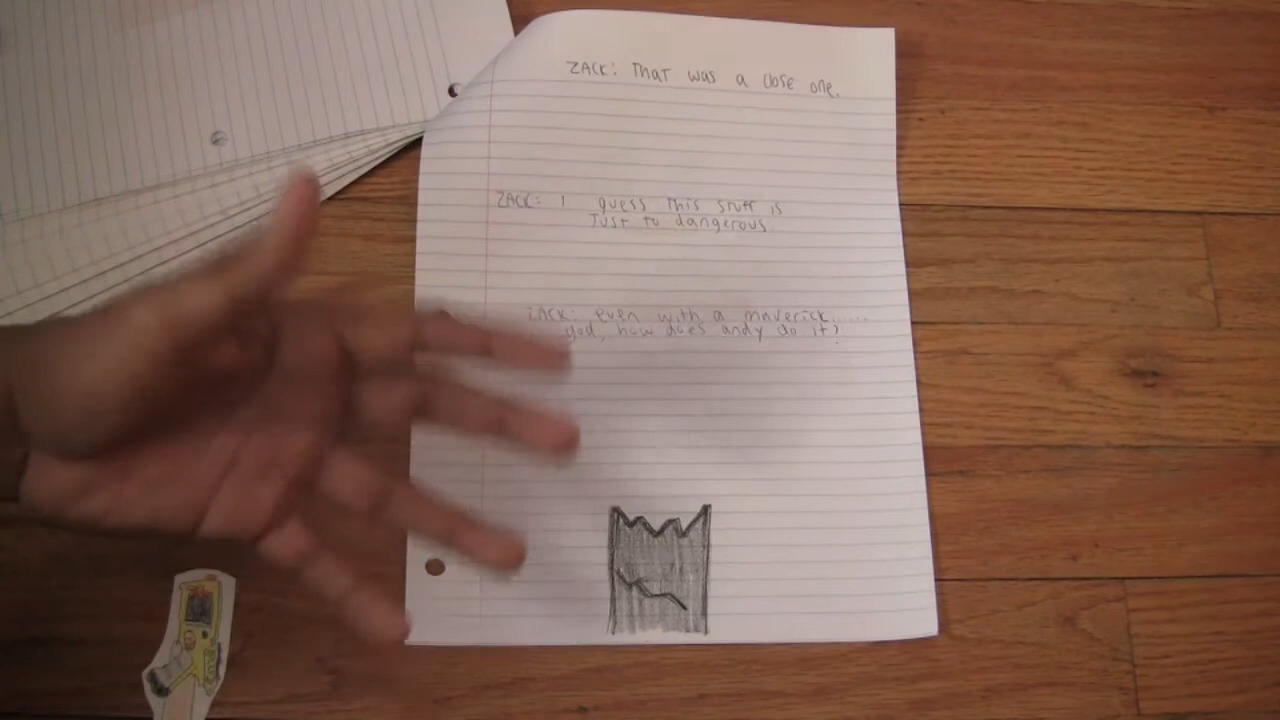 ZACK: That was a close one.
ZACK: I guess this stuff is
Just to dangerous
ZACK: even with a maverick.....
god, how does andy do it?